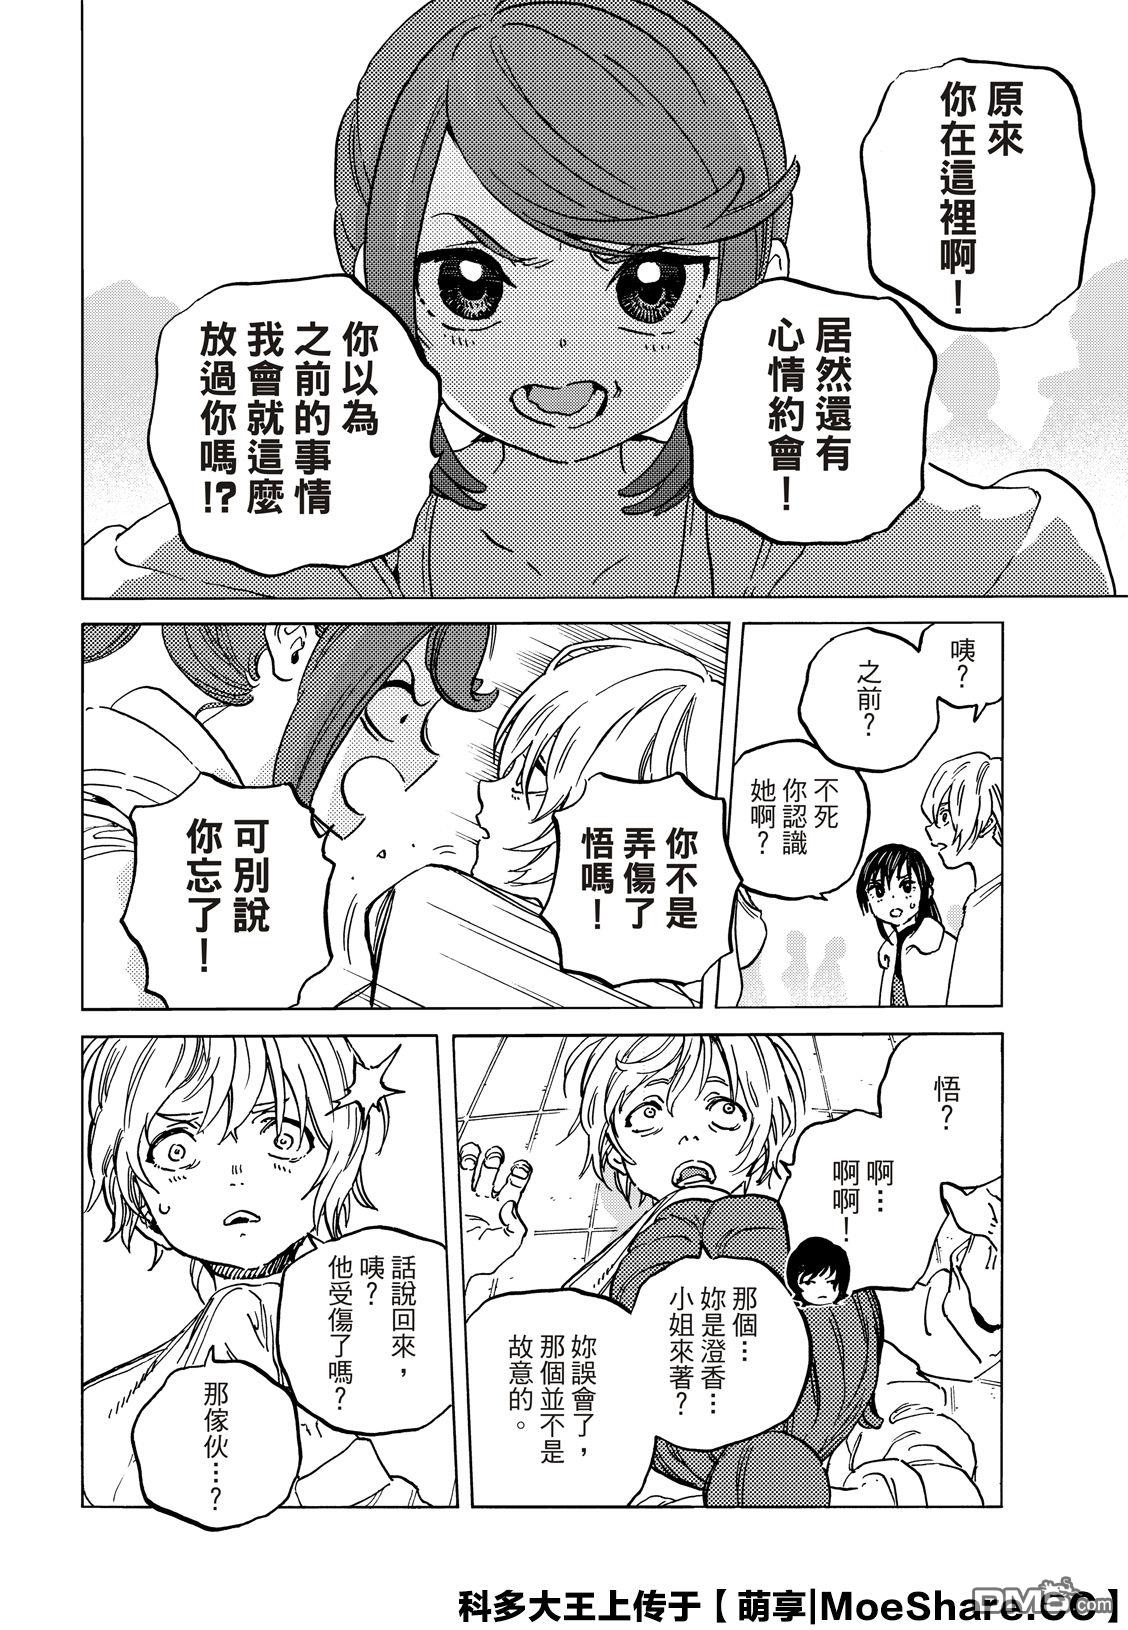 原來
你在這裡啊！
居然還有
心情約會！
你以為
之前的事情
我會就這麼
放過你嗎!?
咦？
之前？
不死
你認識
她啊？
你不是
弄傷了
悟嗎！
可別說
你忘了！
悟？
啊…
啊啊！
那個…
妳是澄香…
小姐來著？
妳誤會了，
那個並不是
故意的。
話說回來，
咦？
他受傷了嗎？
那傢伙…？
科多大王上传于【萌享|MoeShare.CC】